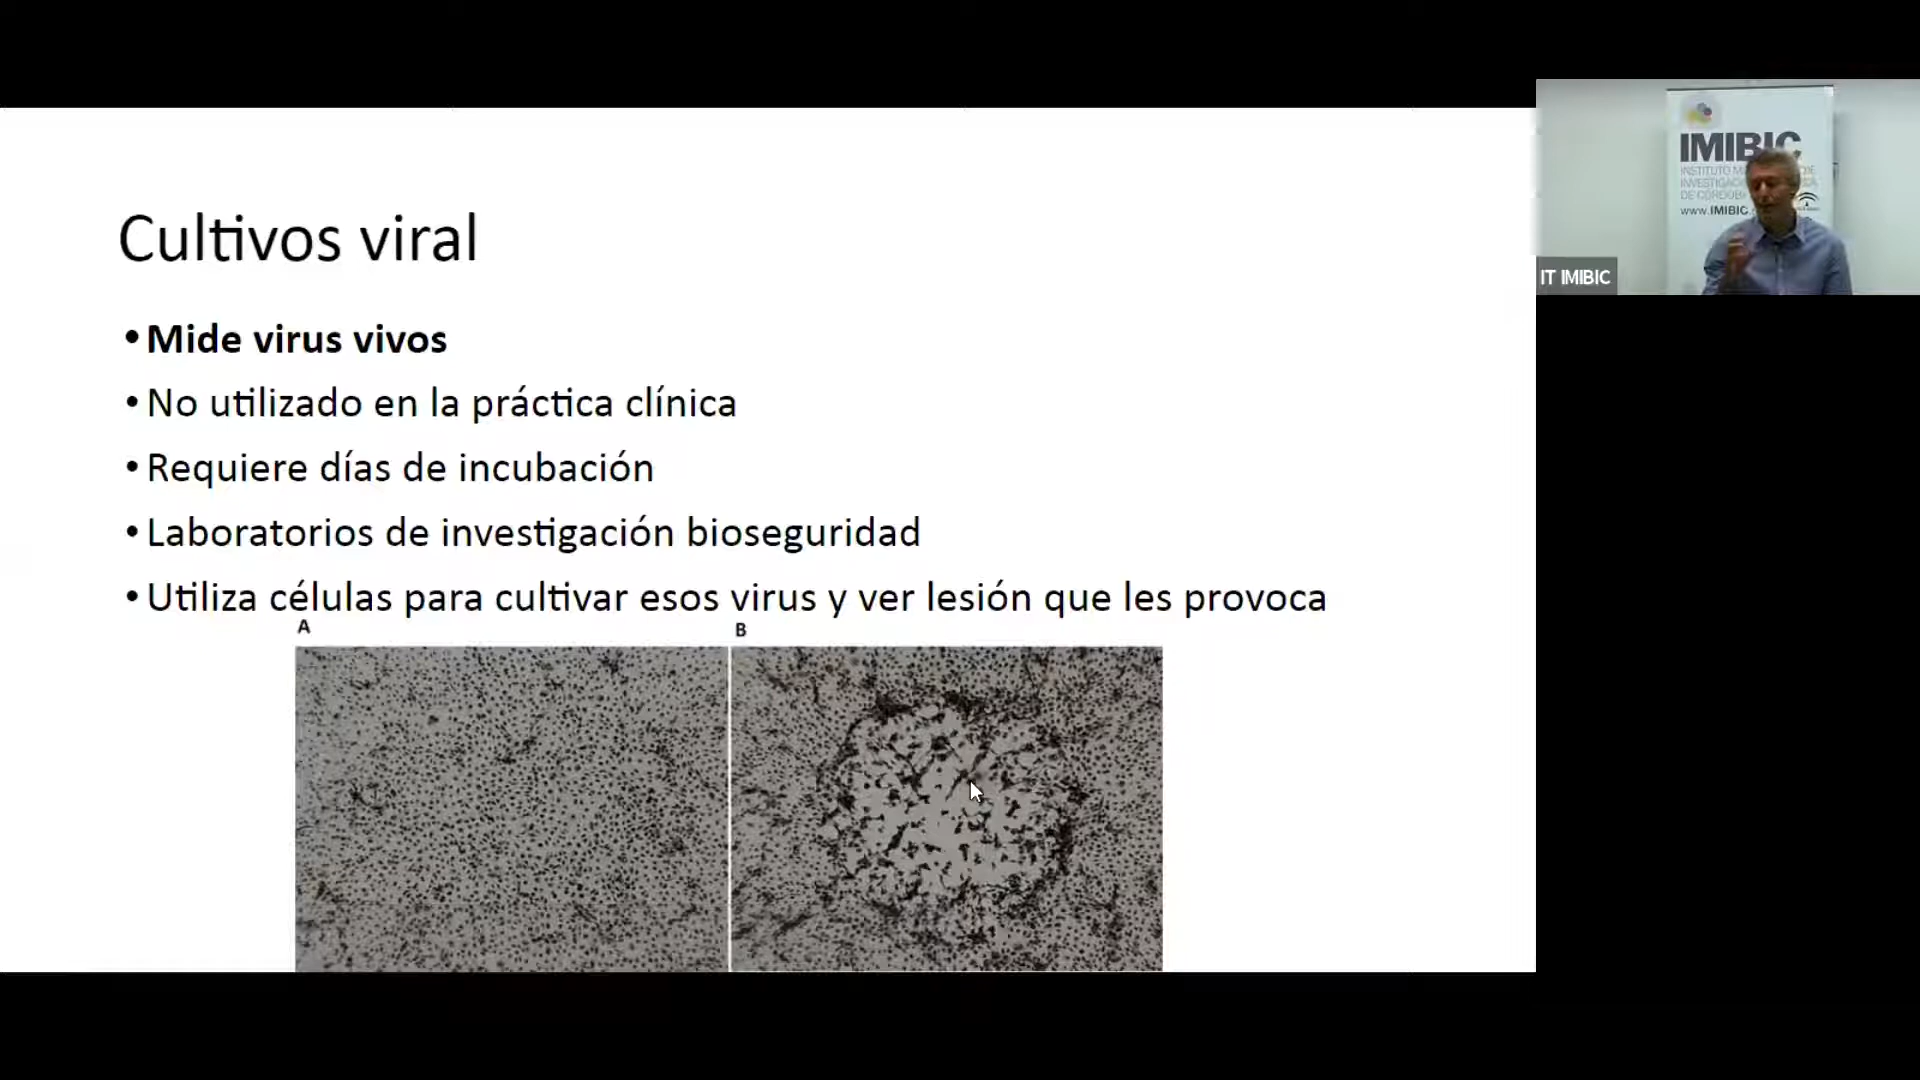 Cultivos viral
•Mide virus vivos
•No utilizado en la práctica clínica
•Requiere días de incubación
•Laboratorios de investigación bioseguridad
•Utiliza células para cultivar esos virus y ver lesión que les provoca
A
B
IMIBIC
INSTITUTO
DE CÓRDOBA
www.IMIBIC.
IT IMIBIC